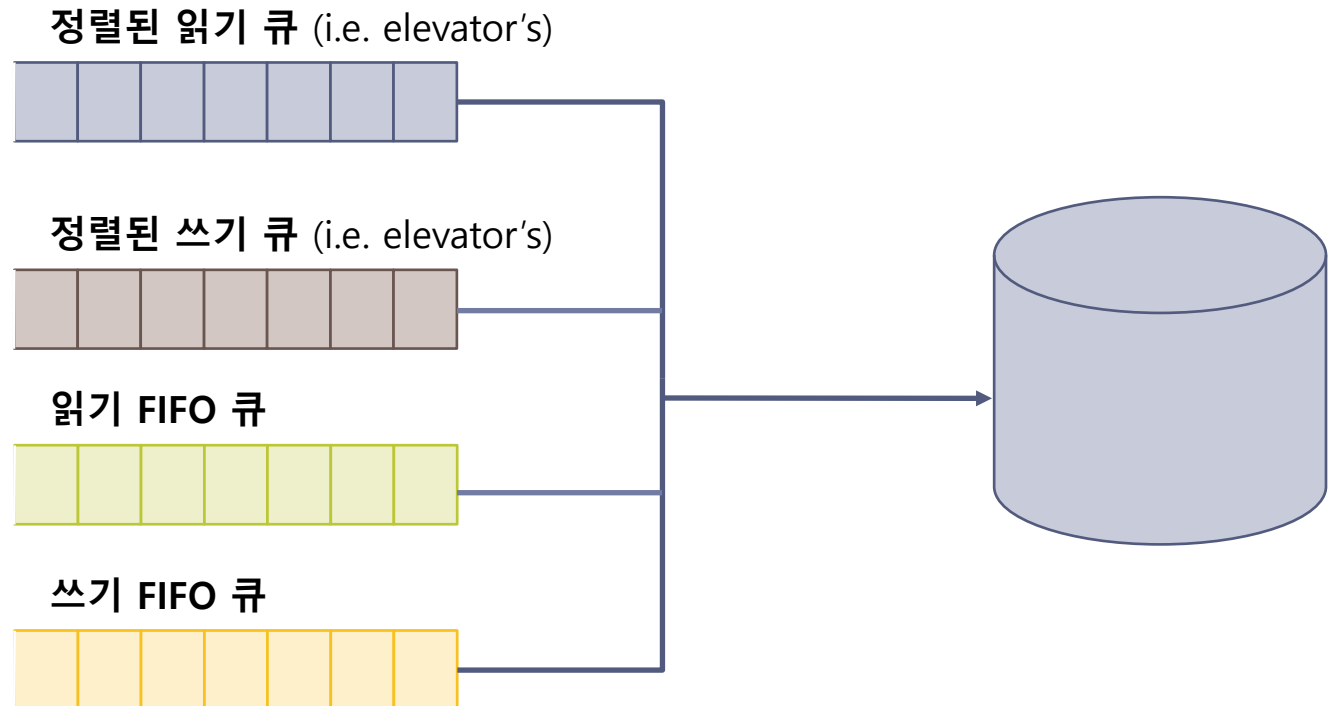 정렬된 읽기 큐 (i.e. elevator’s)
정렬된 쓰기 큐 (i.e. elevator’s)
읽기 FIFO 큐
쓰기 FIFO 큐